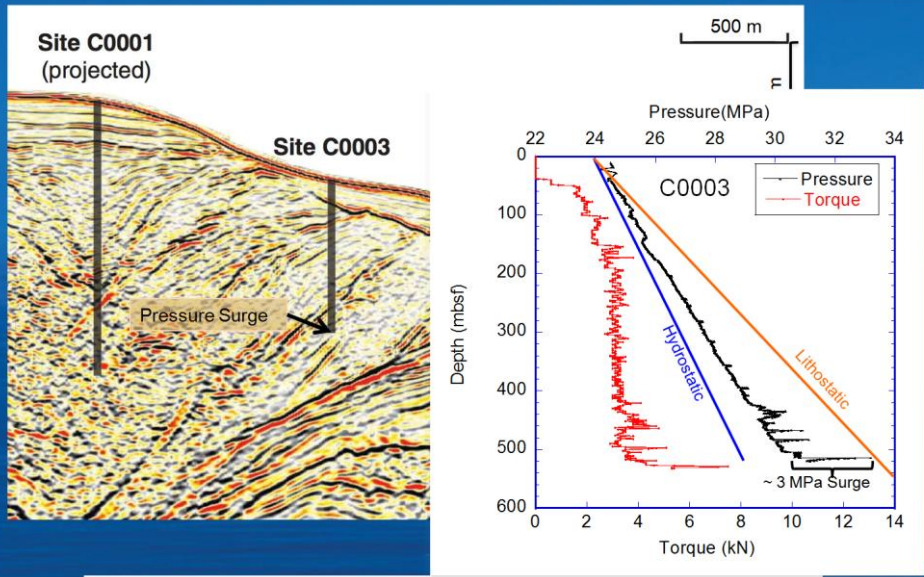 Site C0001
(projected)
500 m
m
Site C0003
Pressure Surge
Pressure(MPa)
22 24 26 28 30 32 34
C0003
Pressure
Torque
0
100
200
300
400
500
600
Depth (mbsf)
Hydrostatic
Lithostatic
~ 3 MPa Surge
0 2 4 6 8 10 12 14
Torque (kN)